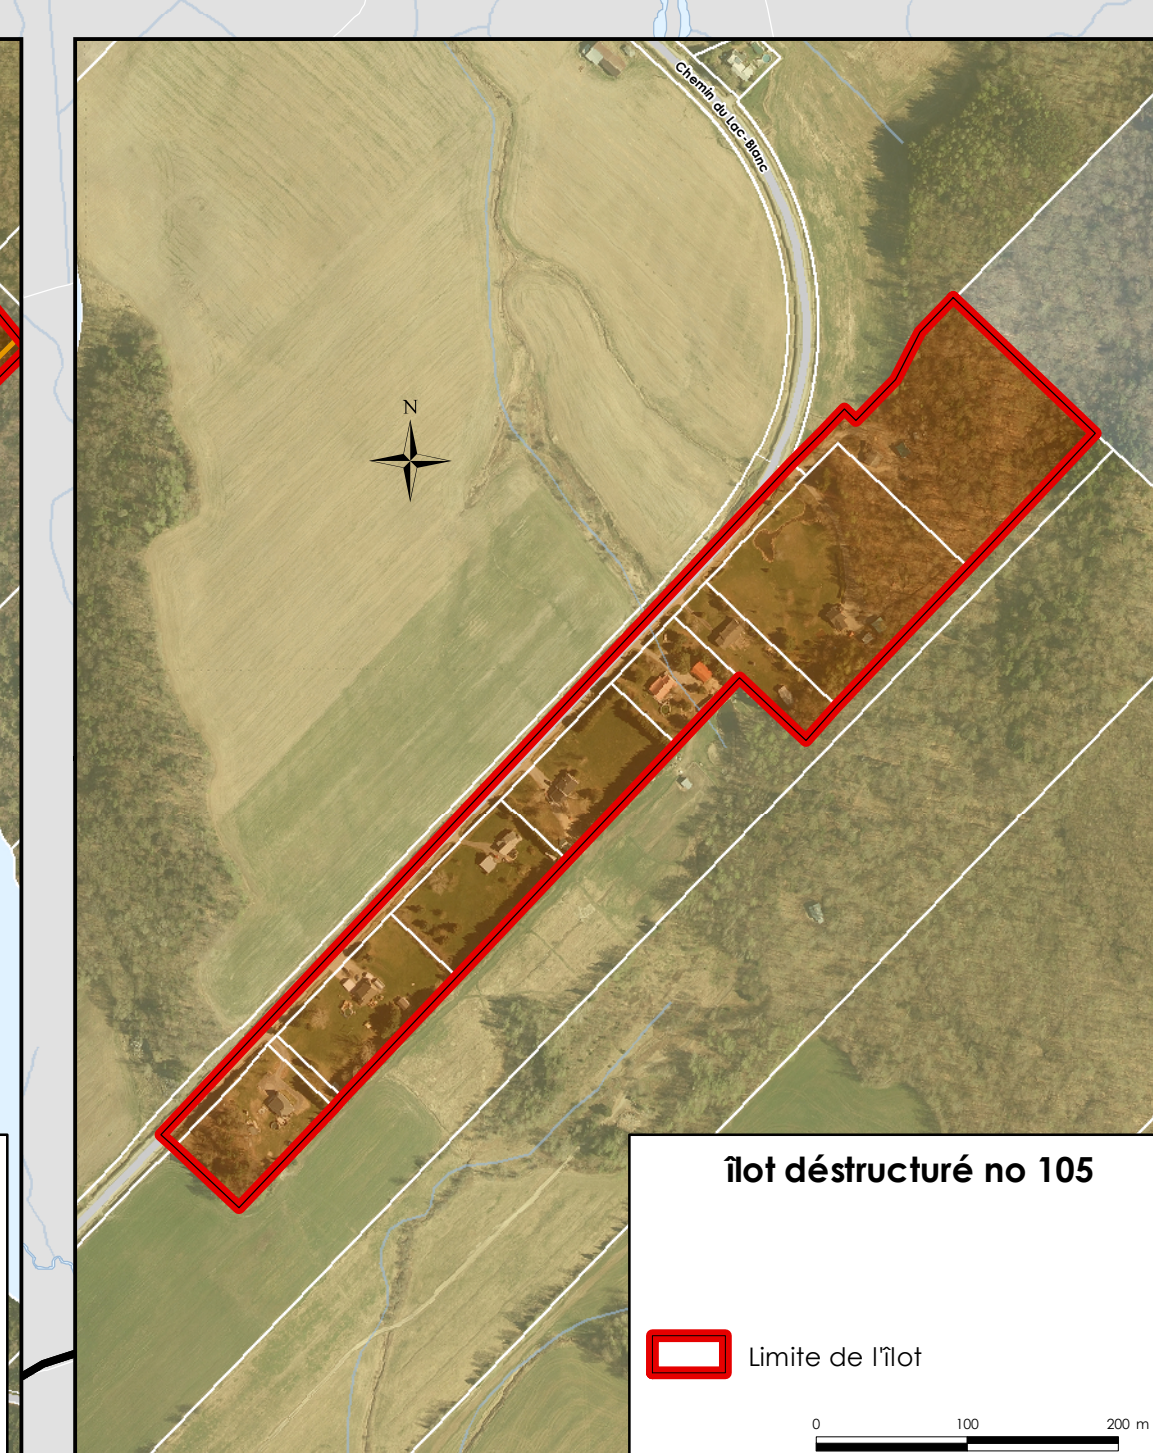 Chemin du Lac-Blanc
N
îlot déstructuré no 105
Limite de l'îlot
0 100 200 m